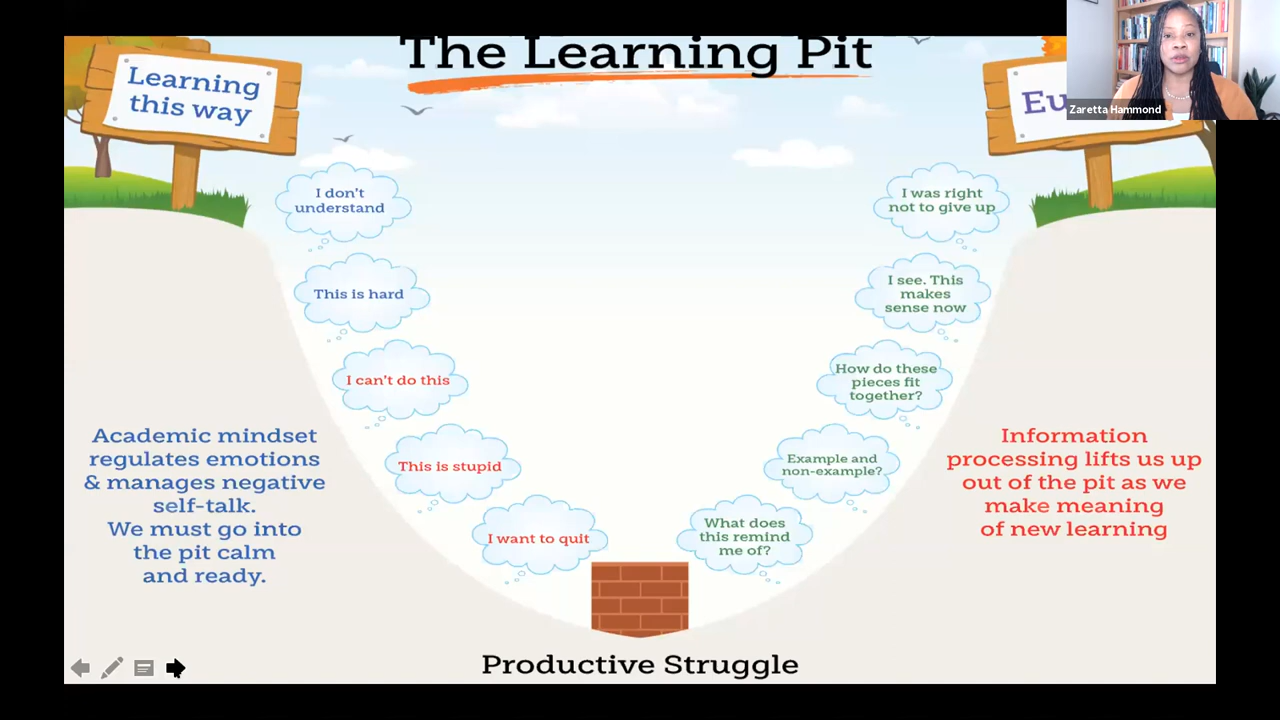 The Learning Pit
Learning
this way
Eu
Zaretta Hammond
I don't
understand
This is hard
I can't do this
This is stupid
I want to quit
What does
this remind
me of?
Example and
non-example?
How do these
pieces fit
together?
I see. This
makes
sense now
I was right
not to give up
Academic mindset
regulates emotions
& manages negative
self-talk.
We must go into
the pit calm
and ready.
Information
processing lifts us up
out of the pit as we
make meaning
of new learning
Productive Struggle